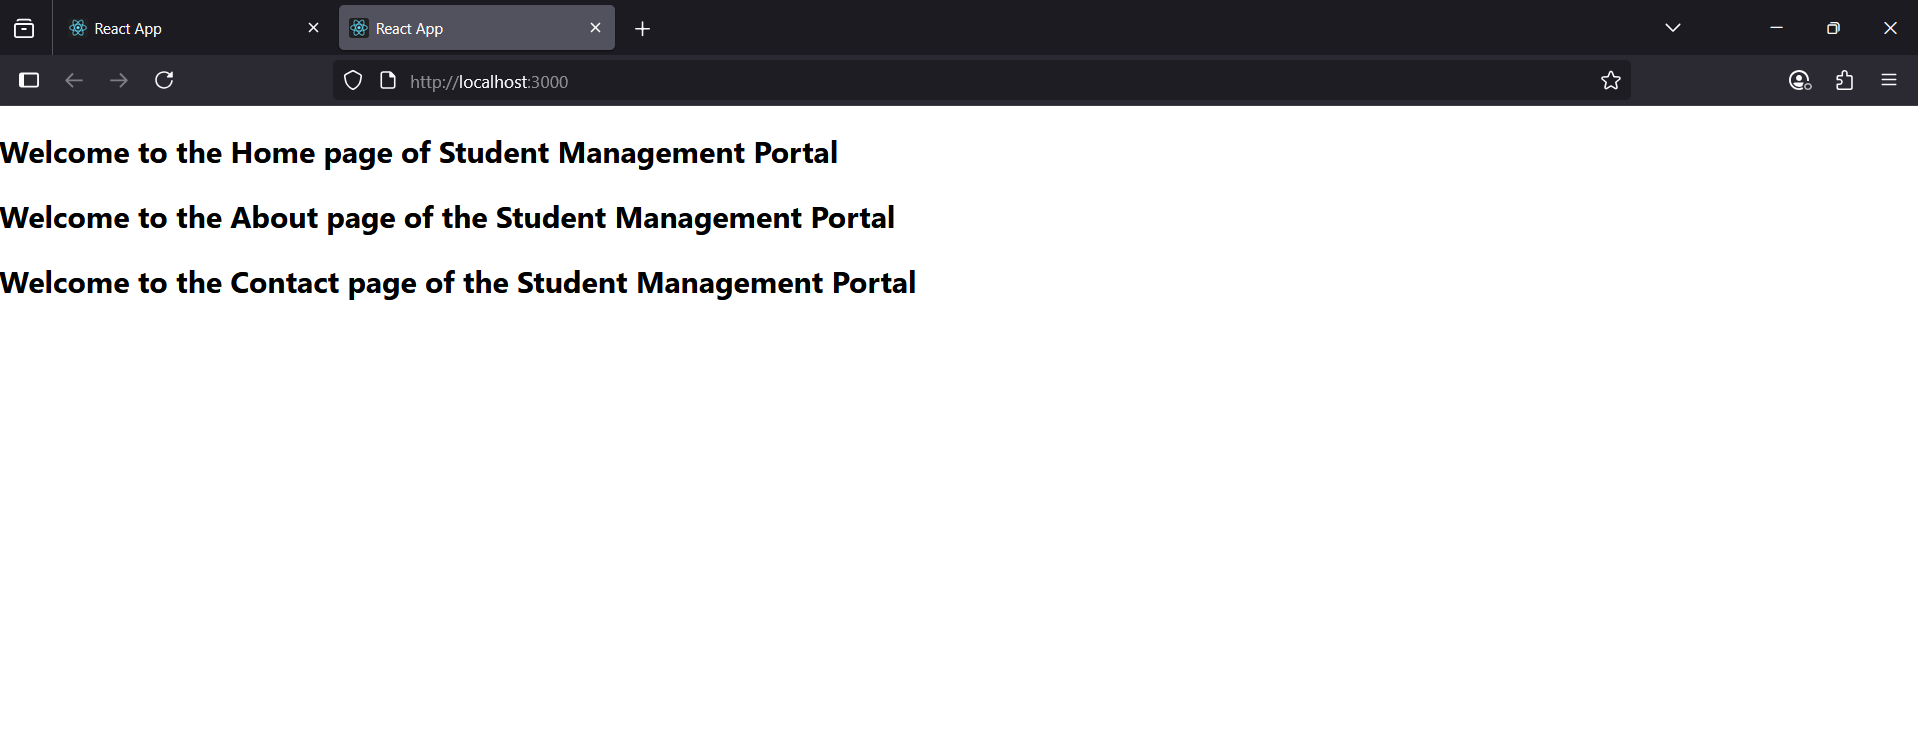 React App
React App
http://localhost:3000
Welcome to the Home page of Student Management Portal
Welcome to the About page of the Student Management Portal
Welcome to the Contact page of the Student Management Portal